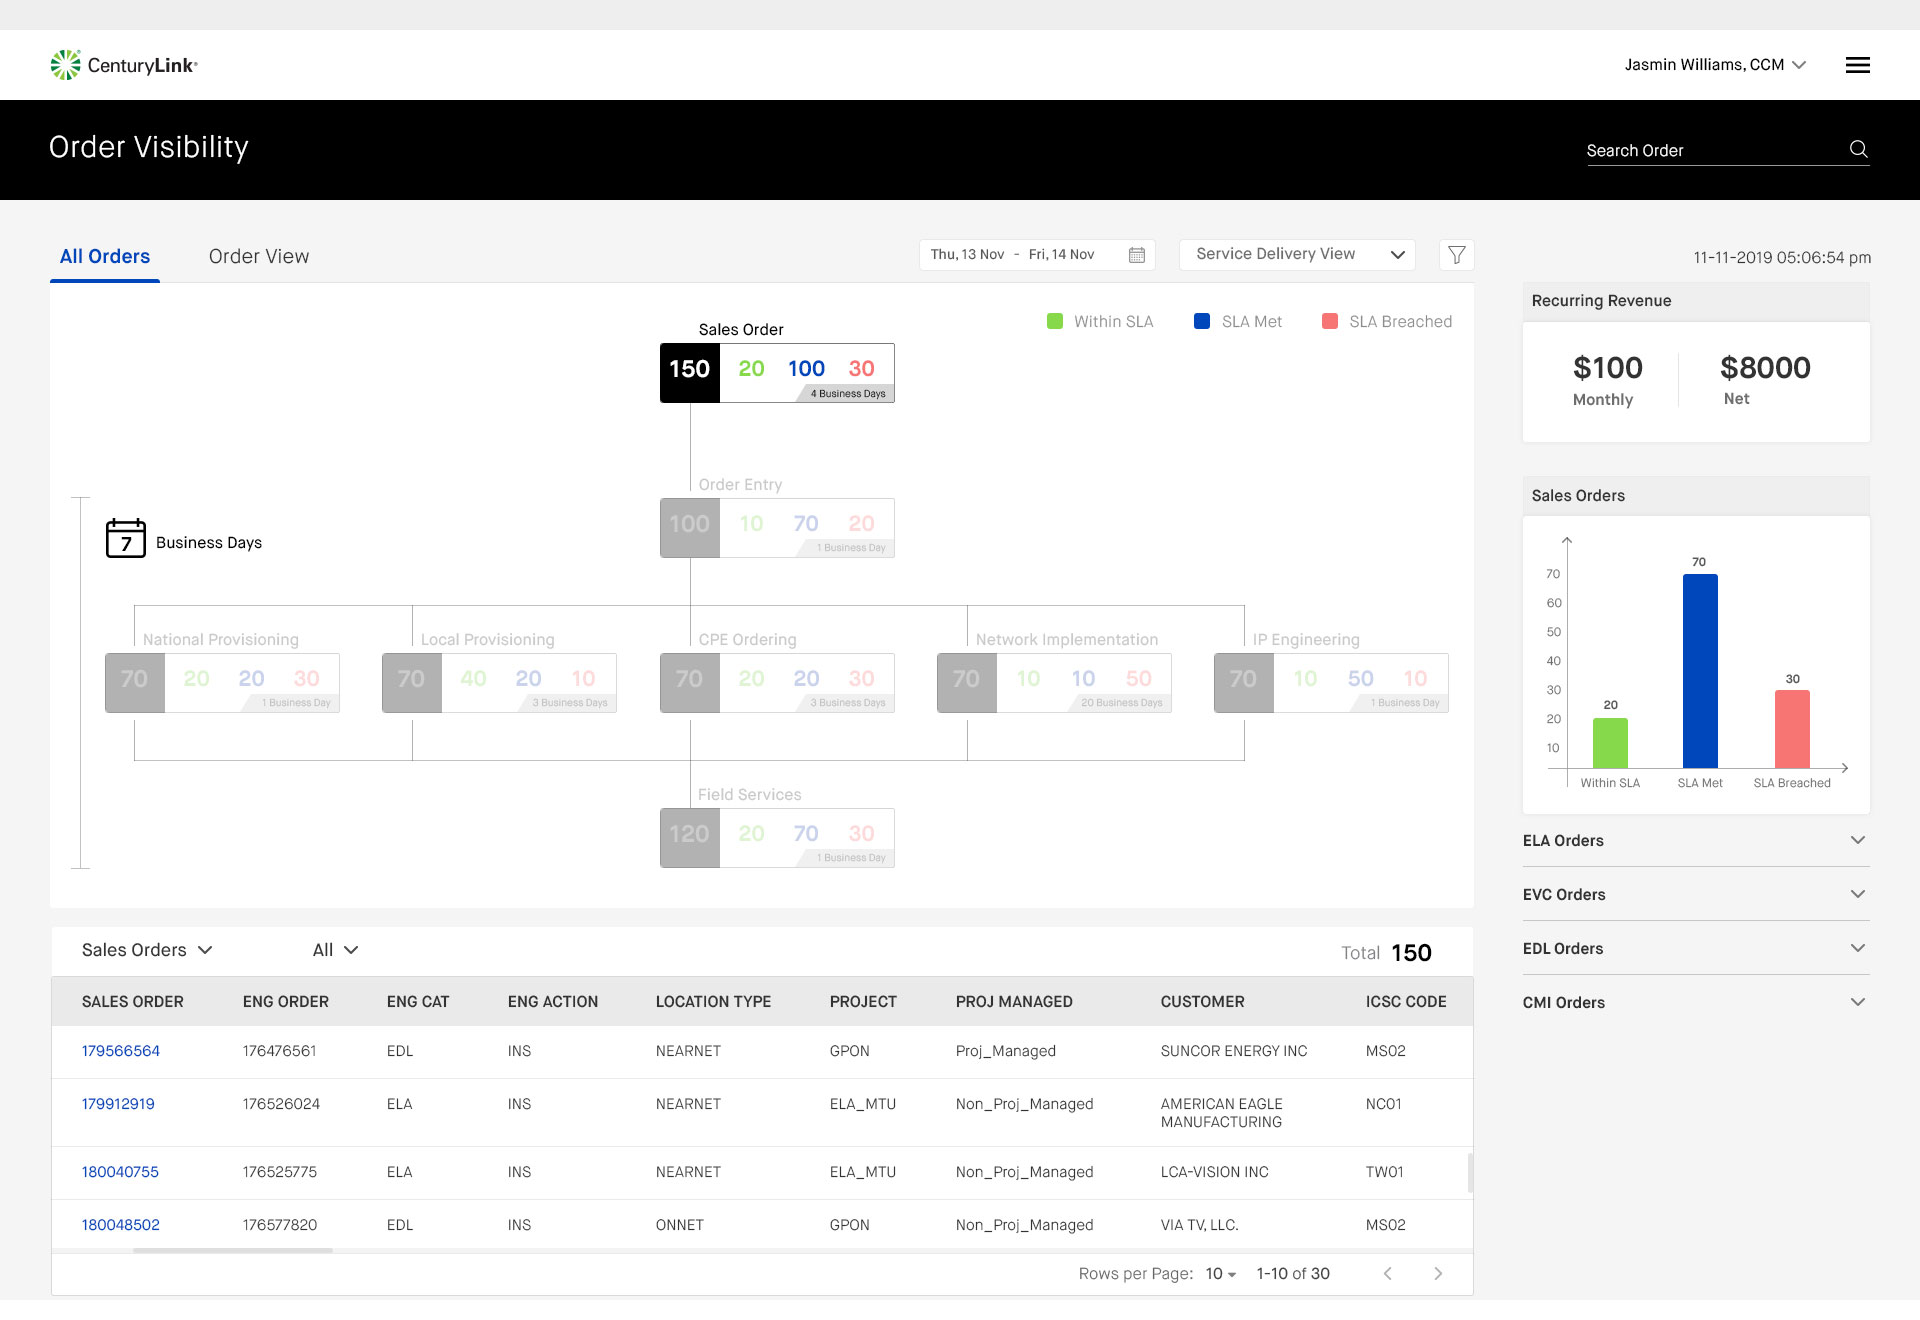 CenturyLink®
Jasmin Williams, CCM
Order Visibility
Search Order
All Orders
Order View
Thu, 13 Nov - Fri, 14 Nov
Service Delivery View
11-11-2019 05:06:54 pm
Within SLA
SLA Met
SLA Breached
Sales Order
150 20 100 30
4 Business Days
Order Entry
100 10 70 20
1 Business Day
7 Business Days
National Provisioning
70 20 20 30
1 Business Day
Local Provisioning
70 40 20 10
3 Business Days
CPE Ordering
70 20 20 30
3 Business Days
Network Implementation
70 10 10 50
20 Business Days
IP Engineering
70 10 50 10
1 Business Day
Field Services
120 20 70 30
1 Business Day
Recurring Revenue
$100 $8000
Monthly Net
Sales Orders
70
60
50
40
30
20
10
20
70
30
Within SLA SLA Met SLA Breached
ELA Orders
EVC Orders
EDL Orders
CMI Orders
Sales Orders All Total 150
SALES ORDER ENG ORDER ENG CAT ENG ACTION LOCATION TYPE PROJECT PROJ MANAGED CUSTOMER ICSC CODE
179566564 176476561 EDL INS NEARNET GPON Proj_Managed SUNCOR ENERGY INC MS02
179912919 176526024 ELA INS NEARNET ELA_MTU Non_Proj_Managed AMERICAN EAGLE NC01
MANUFACTURING
180040755 176525775 ELA INS NEARNET ELA_MTU Non_Proj_Managed LCA-VISION INC TW01
180048502 176577820 EDL INS ONNET GPON Non_Proj_Managed VIA TV, LLC. MS02
Rows per Page: 10 1-10 of 30